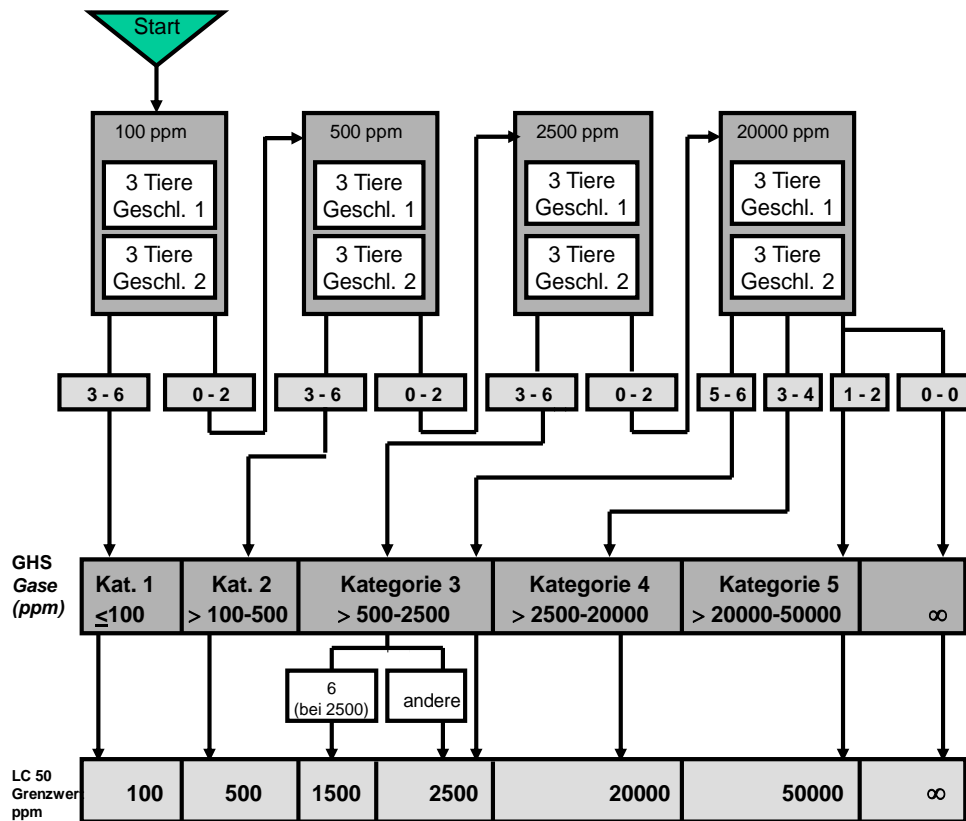 Start
100 ppm
3 Tiere
Geschl. 1
3 Tiere
Geschl. 2
500 ppm
3 Tiere
Geschl. 1
3 Tiere
Geschl. 2
2500 ppm
3 Tiere
Geschl. 1
3 Tiere
Geschl. 2
20000 ppm
3 Tiere
Geschl. 1
3 Tiere
Geschl. 2
3 - 6
0 - 2
3 - 6
0 - 2
3 - 6
0 - 2
5 - 6
3 - 4
1 - 2
0 - 0
GHS
Gase
(ppm)
Kat. 1
≤100
Kat. 2
> 100-500
Kategorie 3
> 500-2500
Kategorie 4
> 2500-20000
Kategorie 5
> 20000-50000
∞
6
(bei 2500)
andere
LC 50
Grenzwert
ppm
100
500
1500
2500
20000
50000
∞